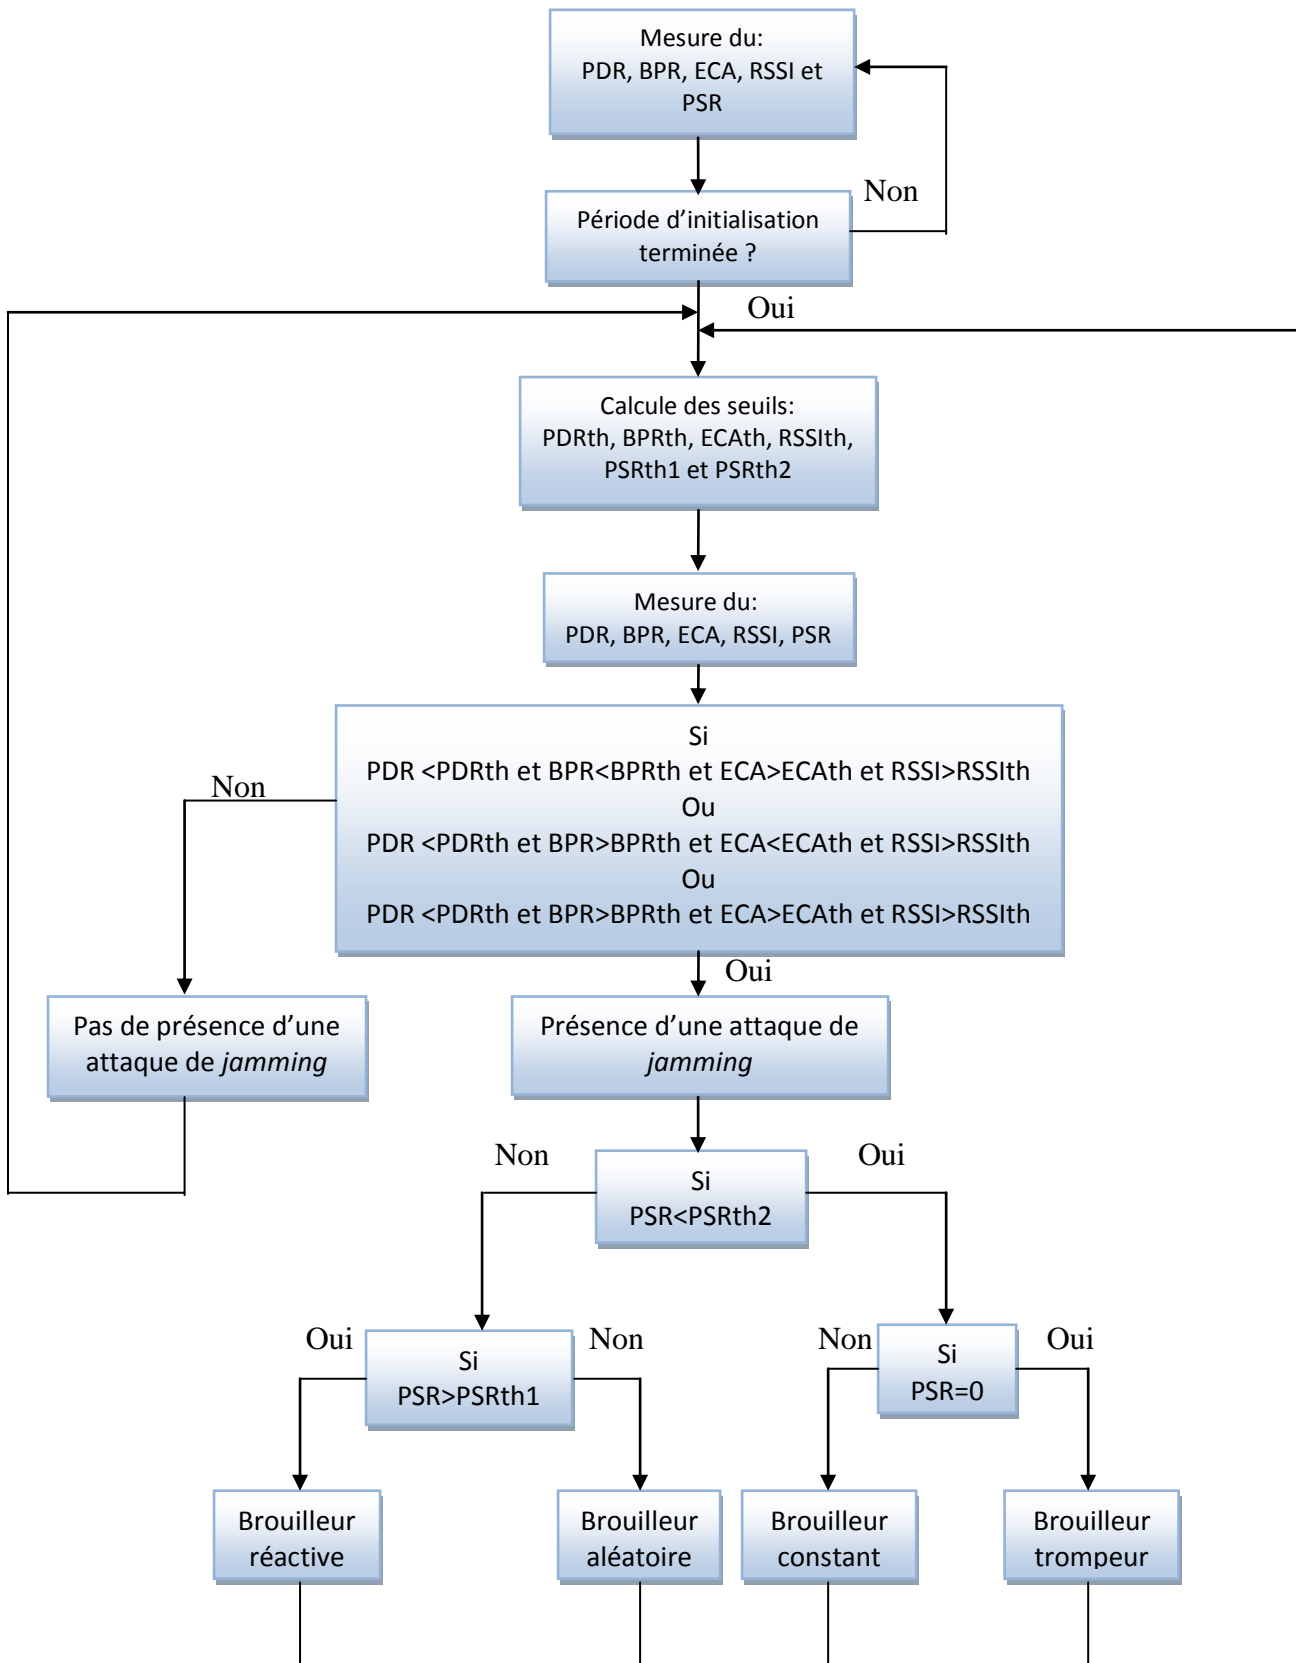 Mesure du:
PDR, BPR, ECA, RSSI et
PSR
Non
Période d’initialisation
terminée ?
Oui
Calcule des seuils:
PDRth, BPRth, ECAth, RSSIth,
PSRth1 et PSRth2
Mesure du:
PDR, BPR, ECA, RSSI, PSR
Si
PDR <PDRth et BPR<BPRth et ECA>ECAth et RSSI>RSSIth
Ou
PDR <PDRth et BPR>BPRth et ECA<ECAth et RSSI>RSSIth
Ou
PDR <PDRth et BPR>BPRth et ECA>ECAth et RSSI>RSSIth
Non
Oui
Pas de présence d’une
attaque de jamming
Présence d’une attaque de
jamming
Non
Oui
Si
PSR<PSRth2
Oui
Si
PSR>PSRth1
Non
Non
Si
PSR=0
Oui
Brouilleur
réactive
Brouilleur
aléatoire
Brouilleur
constant
Brouilleur
trompeur